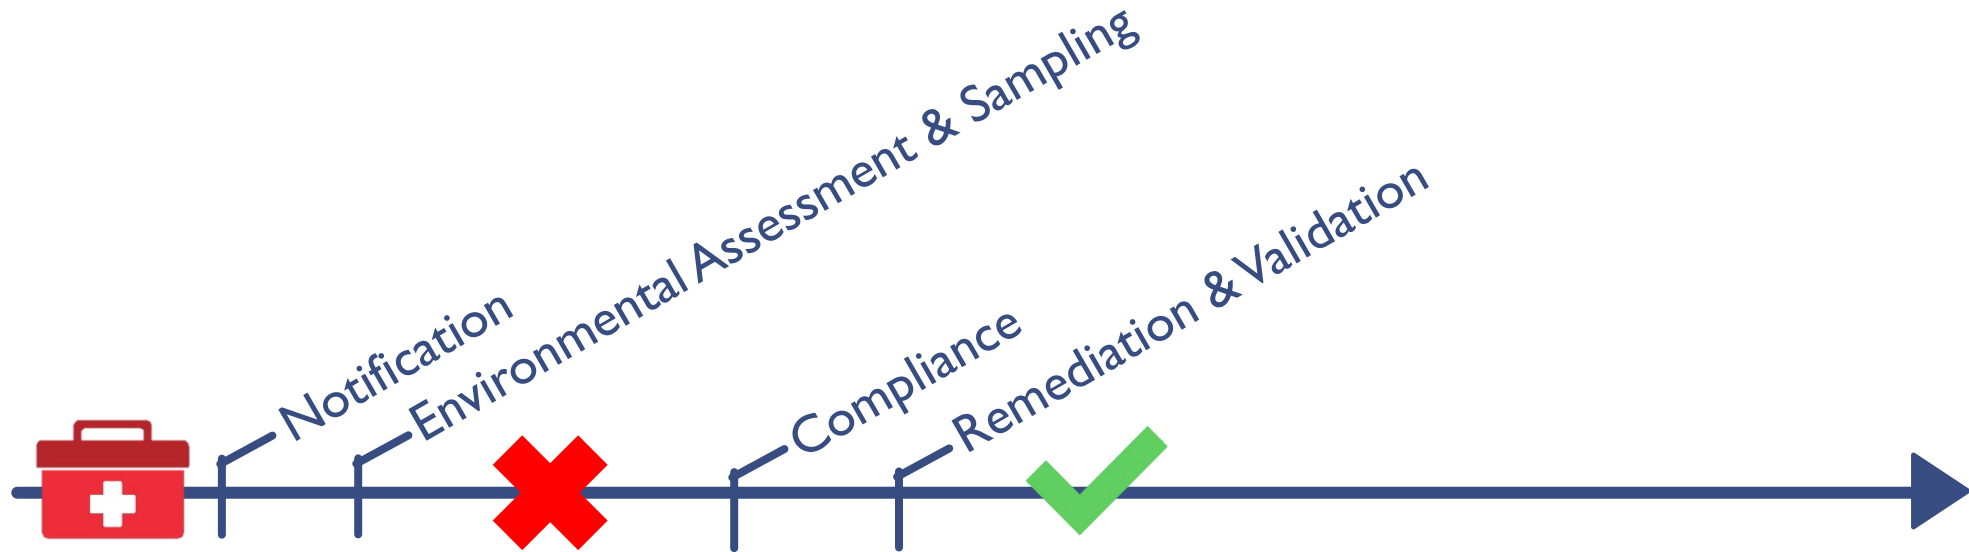 Notification
Environmental Assessment & Sampling
Compliance
Remediation & Validation